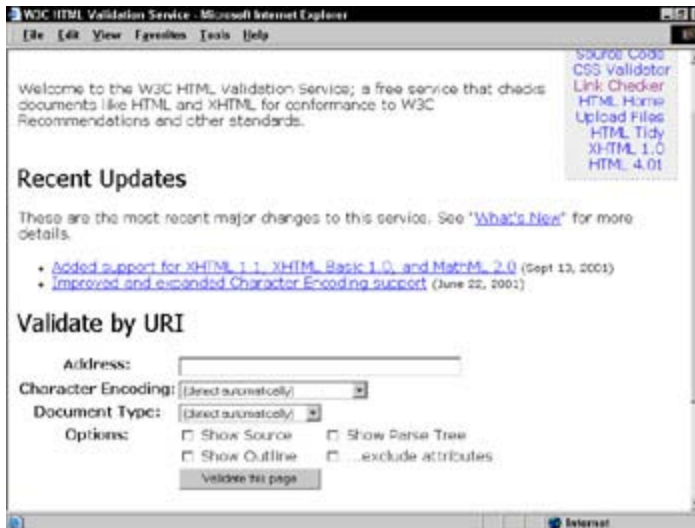 W3C HTML Validation Service - Microsoft Internet Explorer
File Edit View Favorites Tools Help
Source Code
CSS Validator
Link Checker
HTML Home
Upload Files
HTML Tidy
XHTML 1.0
HTML 4.01
Welcome to the W3C HTML Validation Service; a free service that checks
documents like HTML and XHTML for conformance to W3C
Recommendations and other standards.
Recent Updates
These are the most recent major changes to this service. See "What's New" for more
details.
• Added support for XHTML 1.1, XHTML Basic 1.0, and MathML 2.0 (Sept 13, 2001)
• Improved and expanded Character Encoding support (June 22, 2001)
Validate by URI
Address:
Character Encoding: (detect automatically)
Document Type: (detect automatically)
Options: Show Source Show Parse Tree
Show Outline ...exclude attributes
Validate this page
Internet